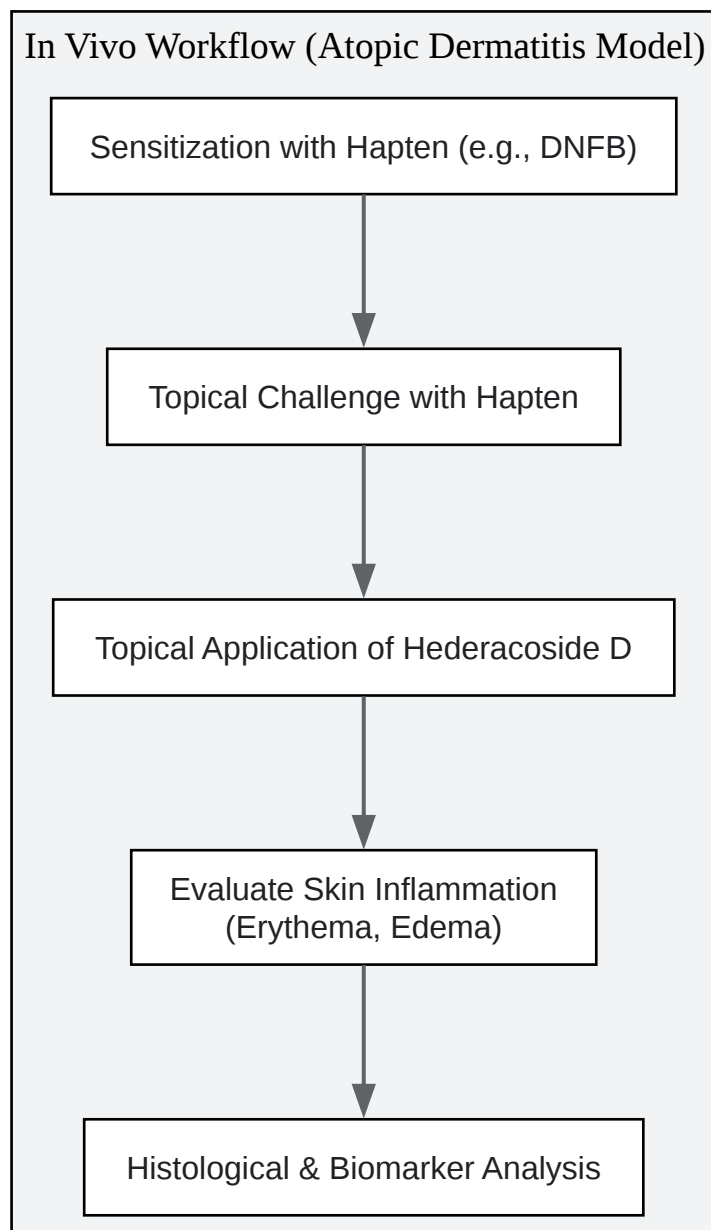 In Vivo Workflow (Atopic Dermatitis Model)
Sensitization with Hapten (e.g., DNFB)
Topical Challenge with Hapten
Topical Application of Hederacoside D
Evaluate Skin Inflammation
(Erythema, Edema)
Histological & Biomarker Analysis